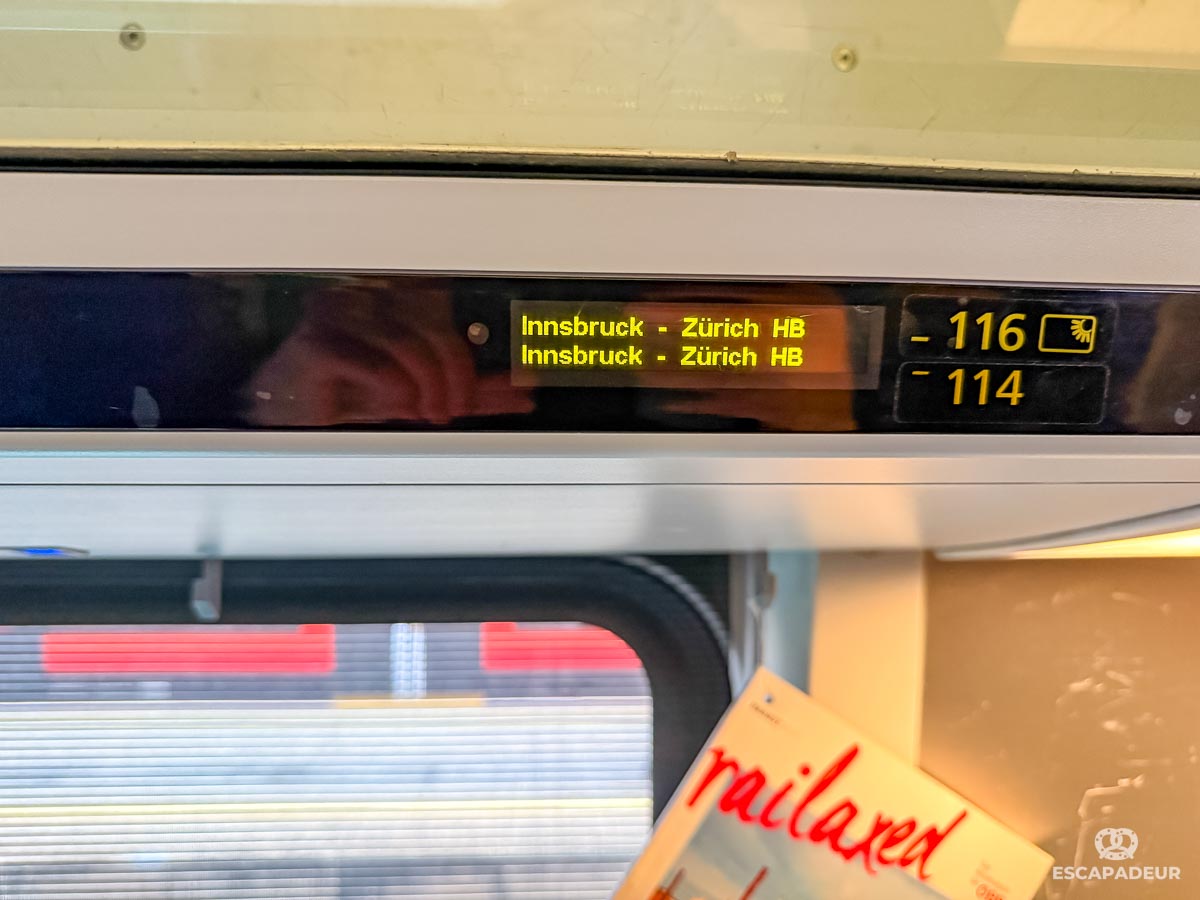 Innsbruck - Zürich HB
Innsbruck - Zürich HB
– 116
– 114
railaxed
ESCAPADEUR